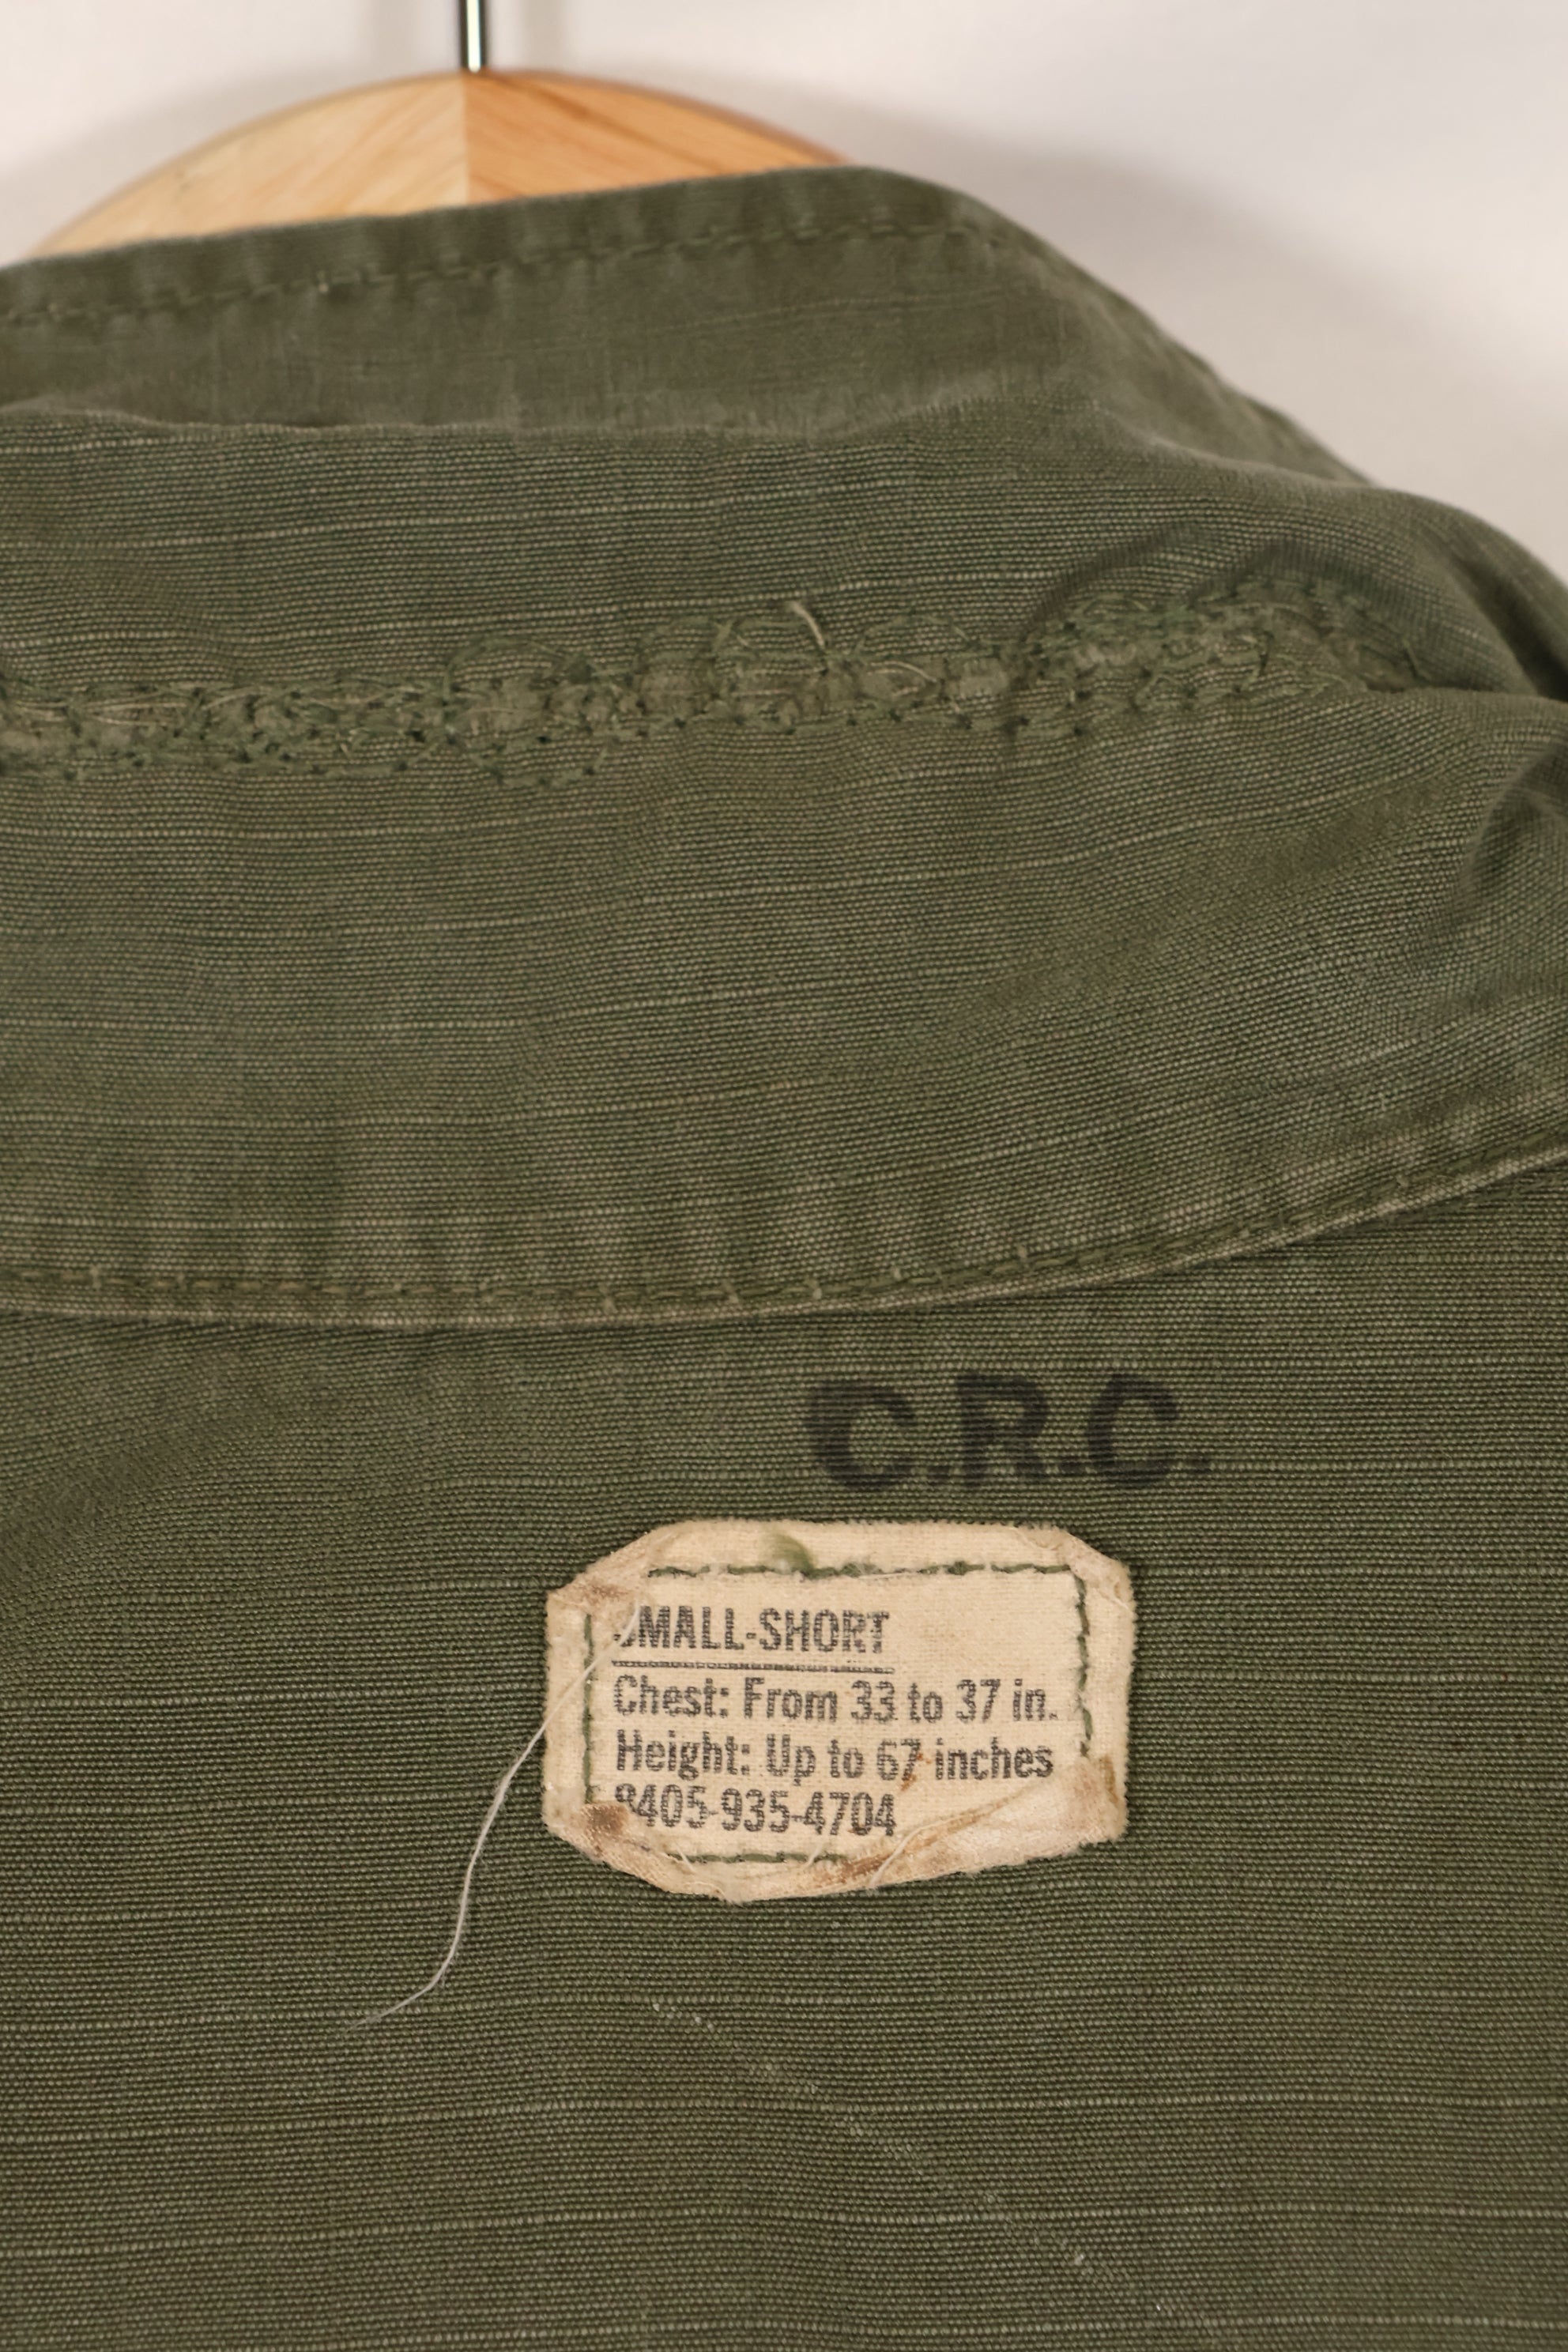 C.R.C.
SMALL-SHORT
Chest: From 33 to 37 in.
Height: Up to 67 inches
8405-935-4704